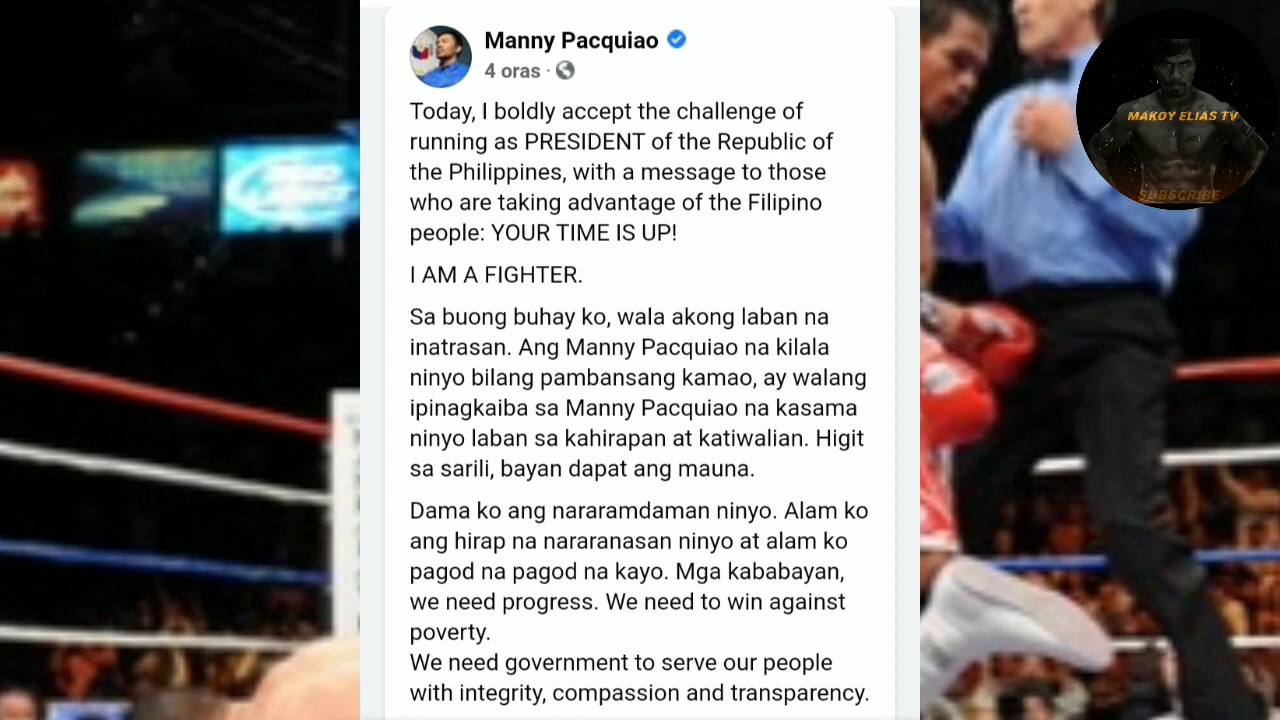 Manny Pacquiao
4 oras ·
Today, I boldly accept the challenge of
running as PRESIDENT of the Republic of
the Philippines, with a message to those
who are taking advantage of the Filipino
people: YOUR TIME IS UP!
I AM A FIGHTER.
Sa buong buhay ko, wala akong laban na
inatrasan. Ang Manny Pacquiao na kilala
ninyo bilang pambansang kamao, ay walang
ipinagkaiba sa Manny Pacquiao na kasama
ninyo laban sa kahirapan at katiwalian. Higit
sa sarili, bayan dapat ang mauna.
Dama ko ang nararamdaman ninyo. Alam ko
ang hirap na nararanasan ninyo at alam ko
pagod na pagod na kayo. Mga kababayan,
we need progress. We need to win against
poverty.
We need government to serve our people
with integrity, compassion and transparency.
MAKOY ELIAS TV
SUBSCRIBE